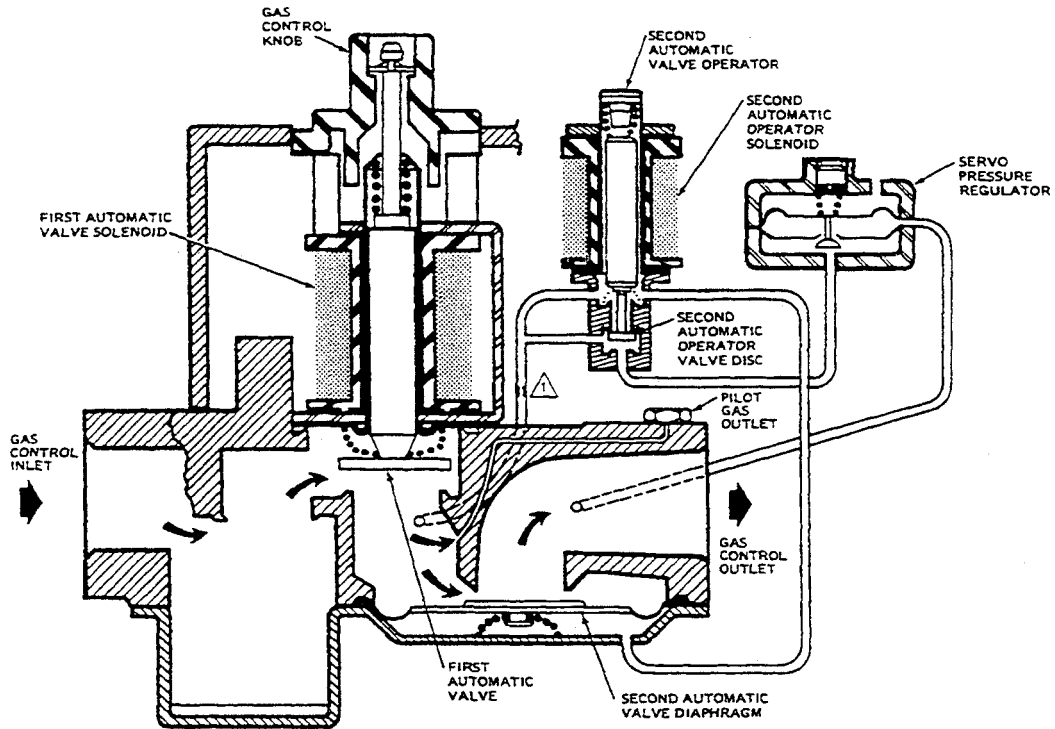 GAS
CONTROL
KNOB
SECOND
AUTOMATIC
VALVE OPERATOR
SECOND
AUTOMATIC
OPERATOR
SOLENOID
SERVO
PRESSURE
REGULATOR
FIRST AUTOMATIC
VALVE SOLENOID
SECOND
AUTOMATIC
OPERATOR
VALVE DISC
1
PILOT
GAS
OUTLET
GAS
CONTROL
INLET
GAS
CONTROL
OUTLET
FIRST
AUTOMATIC
VALVE
SECOND AUTOMATIC
VALVE DIAPHRAGM